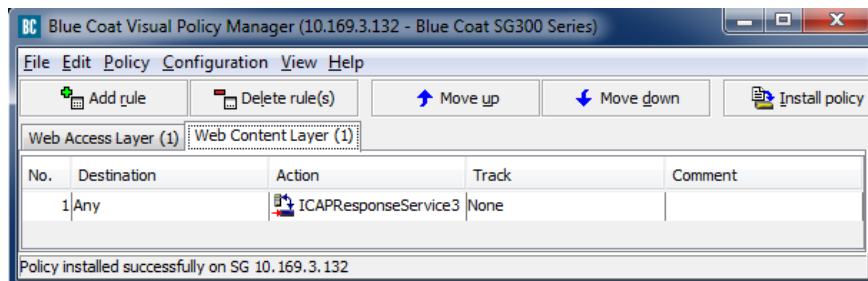 BC Blue Coat Visual Policy Manager (10.169.3.132 - Blue Coat SG300 Series)
File Edit Policy Configuration View Help
Add rule Delete rule(s) Move up Move down Install policy
Web Access Layer (1) Web Content Layer (1)
No. Destination Action Track Comment
1 Any ICAPResponseService3 None
Policy installed successfully on SG 10.169.3.132